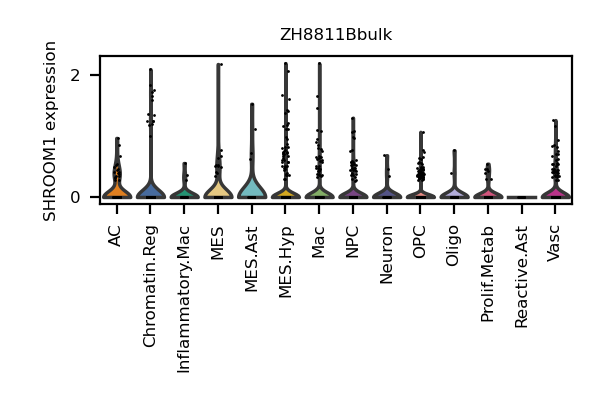 ZH8811Bbulk
SHROOM1 expression
2
0
AC
Chromatin.Reg
Inflammatory.Mac
MES
MES.Ast
MES.Hyp
Mac
NPC
Neuron
OPC
Oligo
Prolif.Metab
Reactive.Ast
Vasc